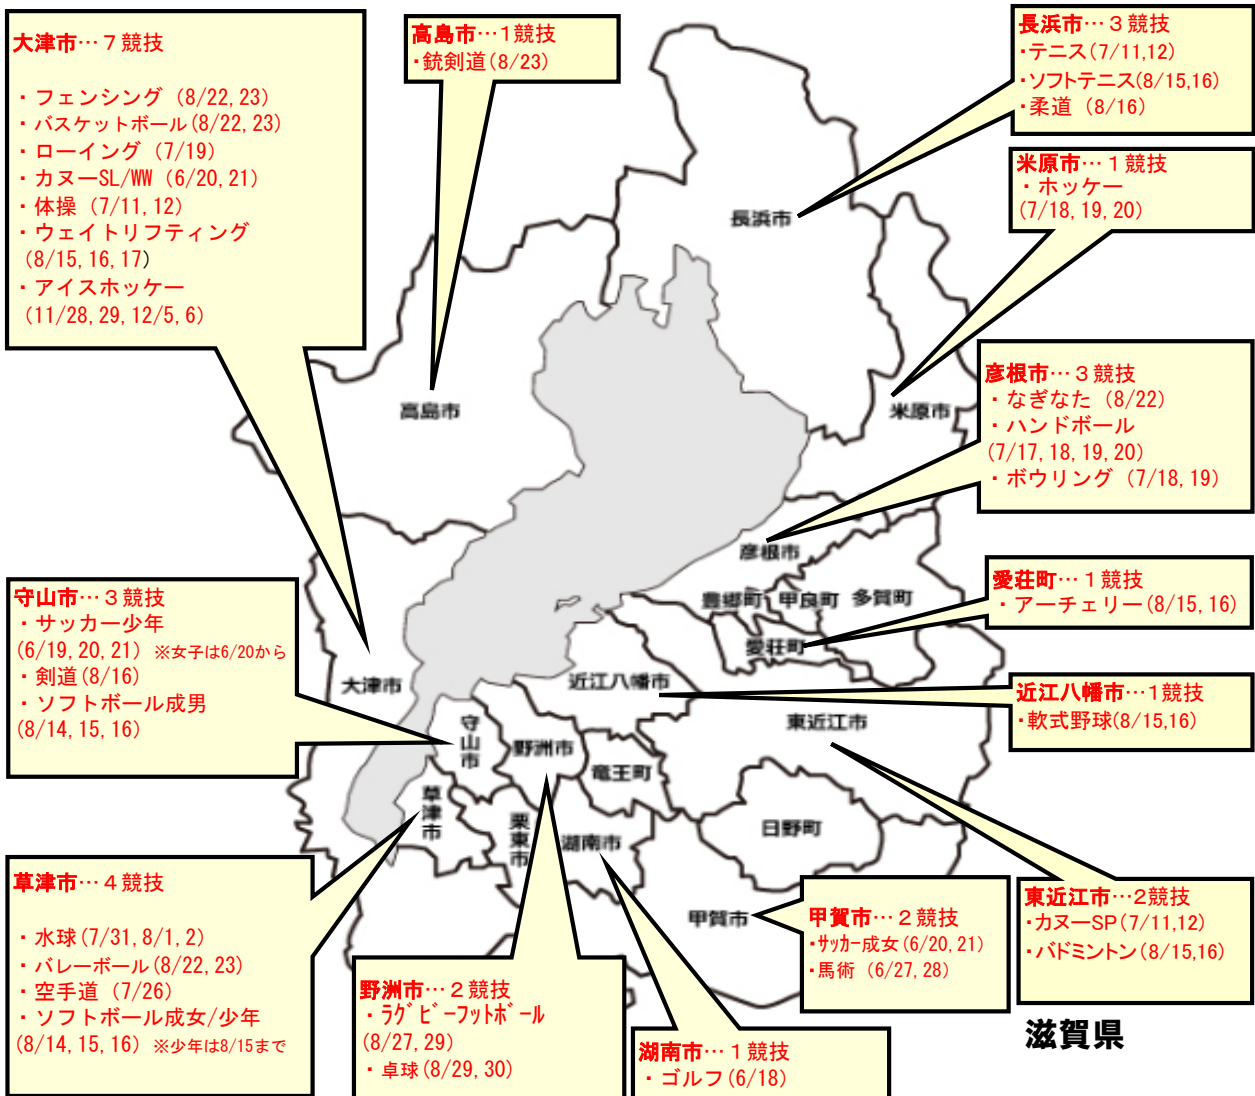 大津市…７競技
・フェンシング（8/22, 23)
・バスケットボール(8/22, 23)
・ローイング（7/19)
・カヌーSL/WW（6/20, 21)
・体操（7/11, 12)
・ウェイトリフティング
(8/15, 16, 17)
・アイスホッケー
(11/28, 29, 12/5, 6)
高島市…１競技
・銃剣道(8/23)
長浜市…３競技
・テニス(7/11,12)
・ソフトテニス(8/15,16)
・柔道（8/16)
米原市…１競技
・ホッケー
(7/18, 19, 20)
彦根市…３競技
・なぎなた（8/22)
・ハンドボール
(7/17, 18, 19, 20)
・ボウリング（7/18, 19)
愛荘町…１競技
・アーチェリー(8/15, 16)
近江八幡市…１競技
・軟式野球(8/15,16)
東近江市…2競技
・カヌーSP(7/11,12)
・バドミントン(8/15,16)
甲賀市…２競技
・ｻｯｶｰ成女(6/20, 21)
・馬術（6/27, 28)
湖南市…１競技
・ゴルフ(6/18)
野洲市…２競技
・ﾗｸﾞﾋﾞｰﾌｯﾄﾎﾞｰﾙ
(8/27, 29)
・卓球(8/29, 30)
草津市…４競技
・水球(7/31, 8/1, 2)
・バレーボール(8/22, 23)
・空手道（7/26)
・ソフトボール成女/少年
(8/14, 15, 16) ※少年は8/15まで
守山市…３競技
・サッカー少年
(6/19, 20, 21) ※女子は6/20から
・剣道(8/16)
・ソフトボール成男
(8/14, 15, 16)
長浜市
高島市
米原市
彦根市
豊郷町
甲良町
多賀町
愛荘町
大津市
近江八幡市
東近江市
守山市
野洲市
竜王町
草津市
栗東市
湖南市
日野町
甲賀市
滋賀県